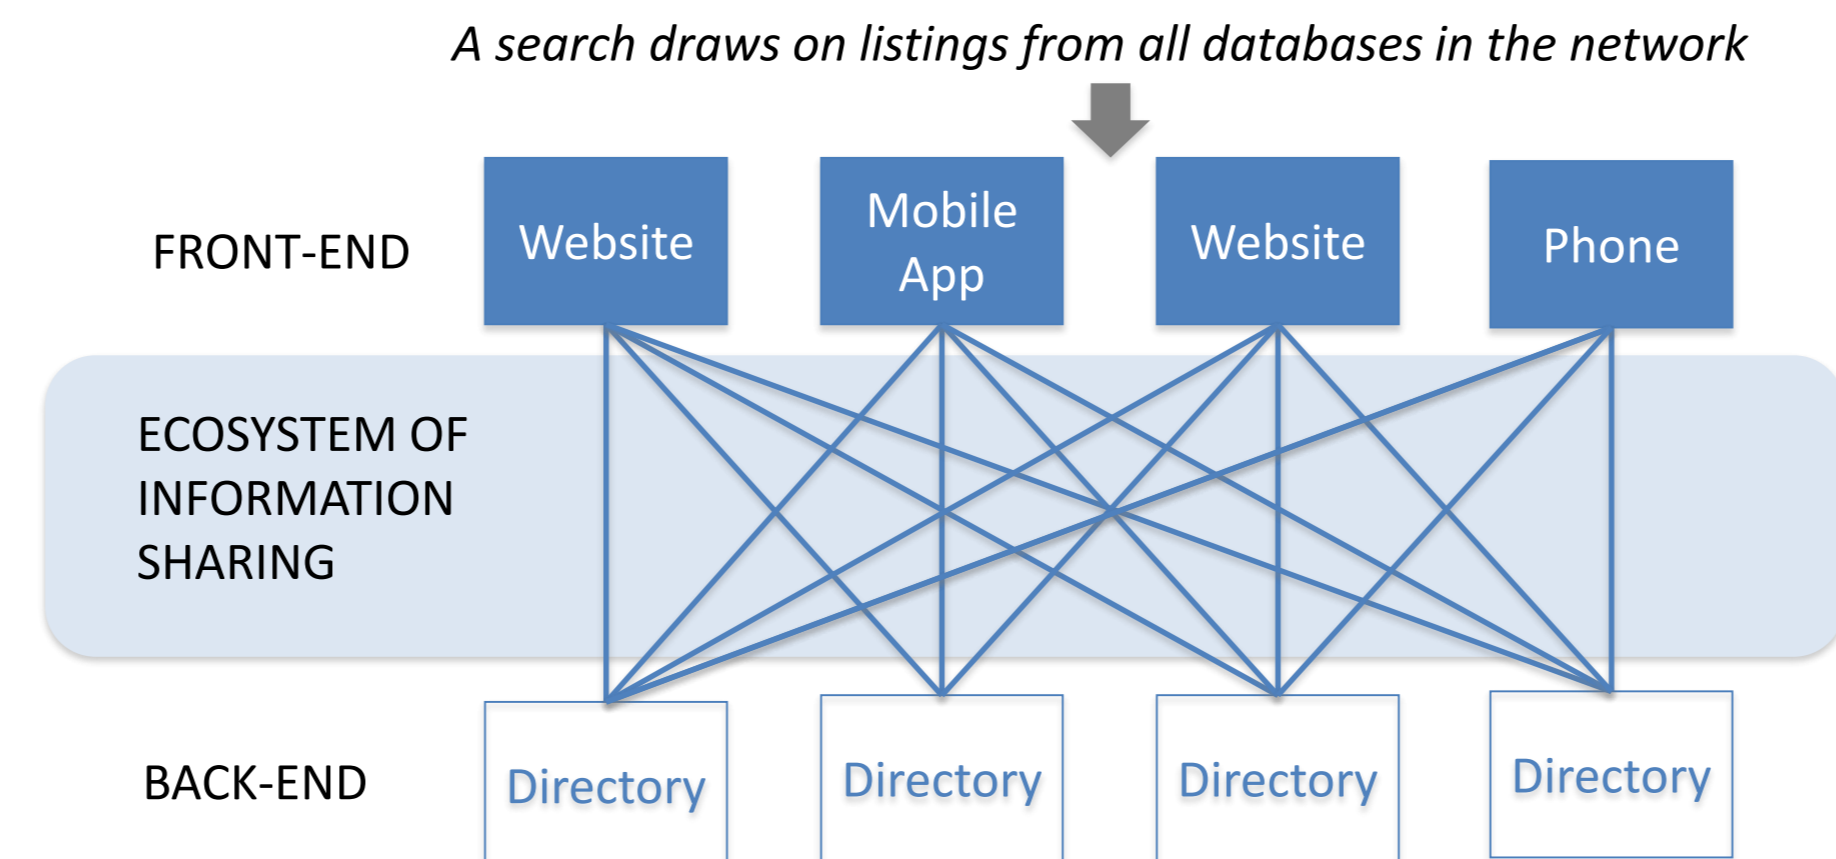 A search draws on listings from all databases in the network
FRONT-END
Website
Mobile
App
Website
Phone
ECOSYSTEM OF
INFORMATION
SHARING
BACK-END
Directory
Directory
Directory
Directory